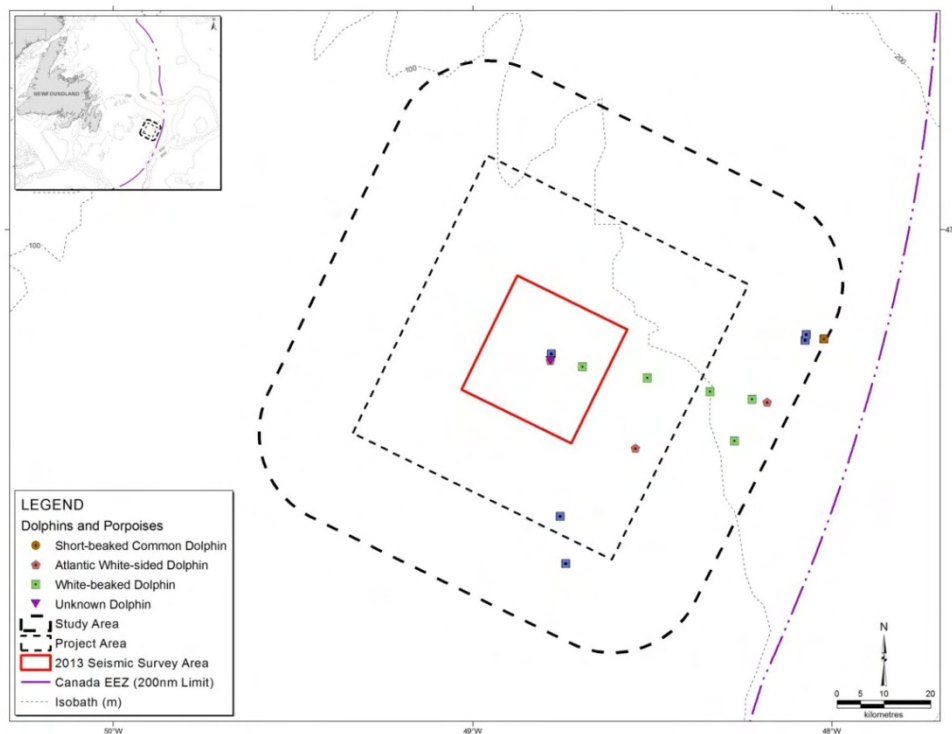 NEWFOUNDLAND
100
200
100
47
LEGEND
Dolphins and Porpoises
Short-beaked Common Dolphin
Atlantic White-sided Dolphin
White-beaked Dolphin
Unknown Dolphin
Study Area
Project Area
2013 Seismic Survey Area
Canada EEZ (200nm Limit)
Isobath (m)
N
0 5 10 20
kilometres
50°W
49°W
48°W